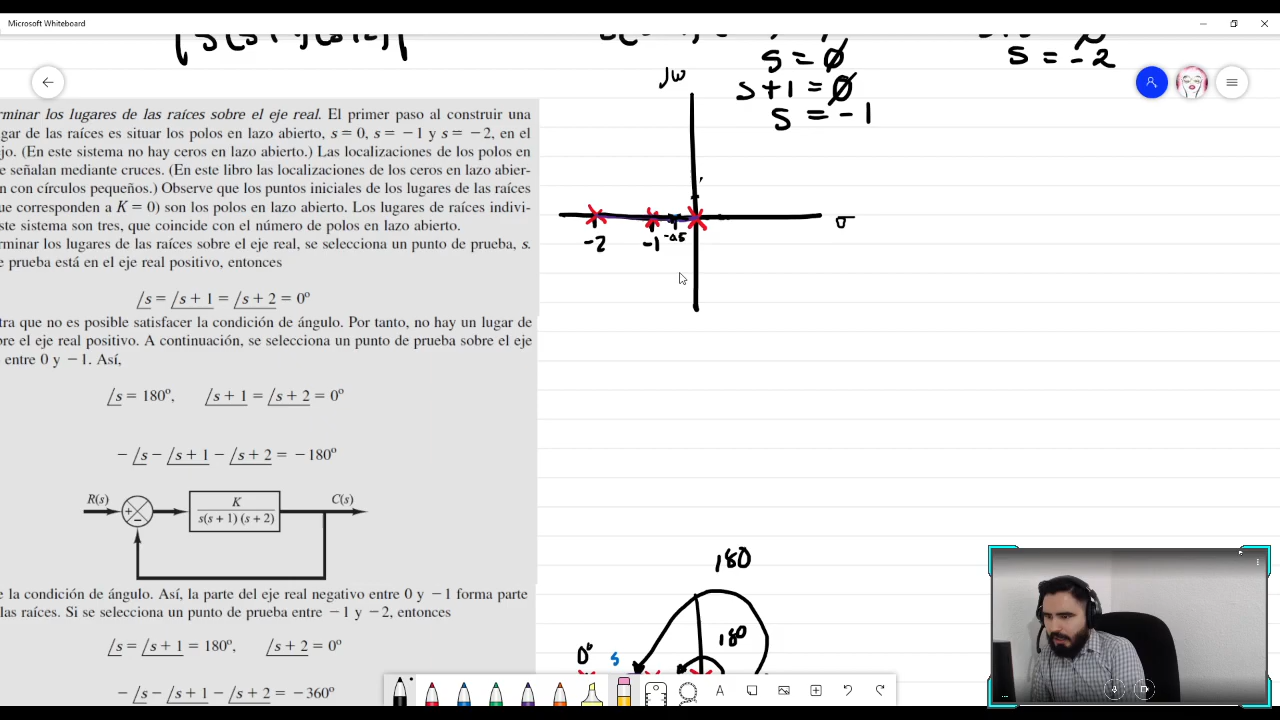 Microsoft Whiteboard
s = 0
s+1 = 0
s = -1
s = -2
jw
σ
-2
-1
-0.5
minar los lugares de las raíces sobre el eje real. El primer paso al construir una
gar de las raíces es situar los polos en lazo abierto, s = 0, s = −1 y s = −2, en el
jo. (En este sistema no hay ceros en lazo abierto.) Las localizaciones de los polos en
e señalan mediante cruces. (En este libro las localizaciones de los ceros en lazo abier-
n con círculos pequeños.) Observe que los puntos iniciales de los lugares de las raíces
ue corresponden a K = 0) son los polos en lazo abierto. Los lugares de raíces indivi-
ste sistema son tres, que coincide con el número de polos en lazo abierto.
erminar los lugares de las raíces sobre el eje real, se selecciona un punto de prueba, s.
e prueba está en el eje real positivo, entonces
/s = /s + 1 = /s + 2 = 0°
tra que no es posible satisfacer la condición de ángulo. Por tanto, no hay un lugar de
bre el eje real positivo. A continuación, se selecciona un punto de prueba sobre el eje
entre 0 y −1. Así,
/s = 180°, /s + 1 = /s + 2 = 0°
− /s − /s + 1 − /s + 2 = −180°
R(s)
+
−
K
s(s + 1) (s + 2)
C(s)
e la condición de ángulo. Así, la parte del eje real negativo entre 0 y −1 forma parte
las raíces. Si se selecciona un punto de prueba entre −1 y −2, entonces
/s = /s + 1 = 180°, /s + 2 = 0°
− /s − /s + 1 − /s + 2 = −360°
180
180
0°
s